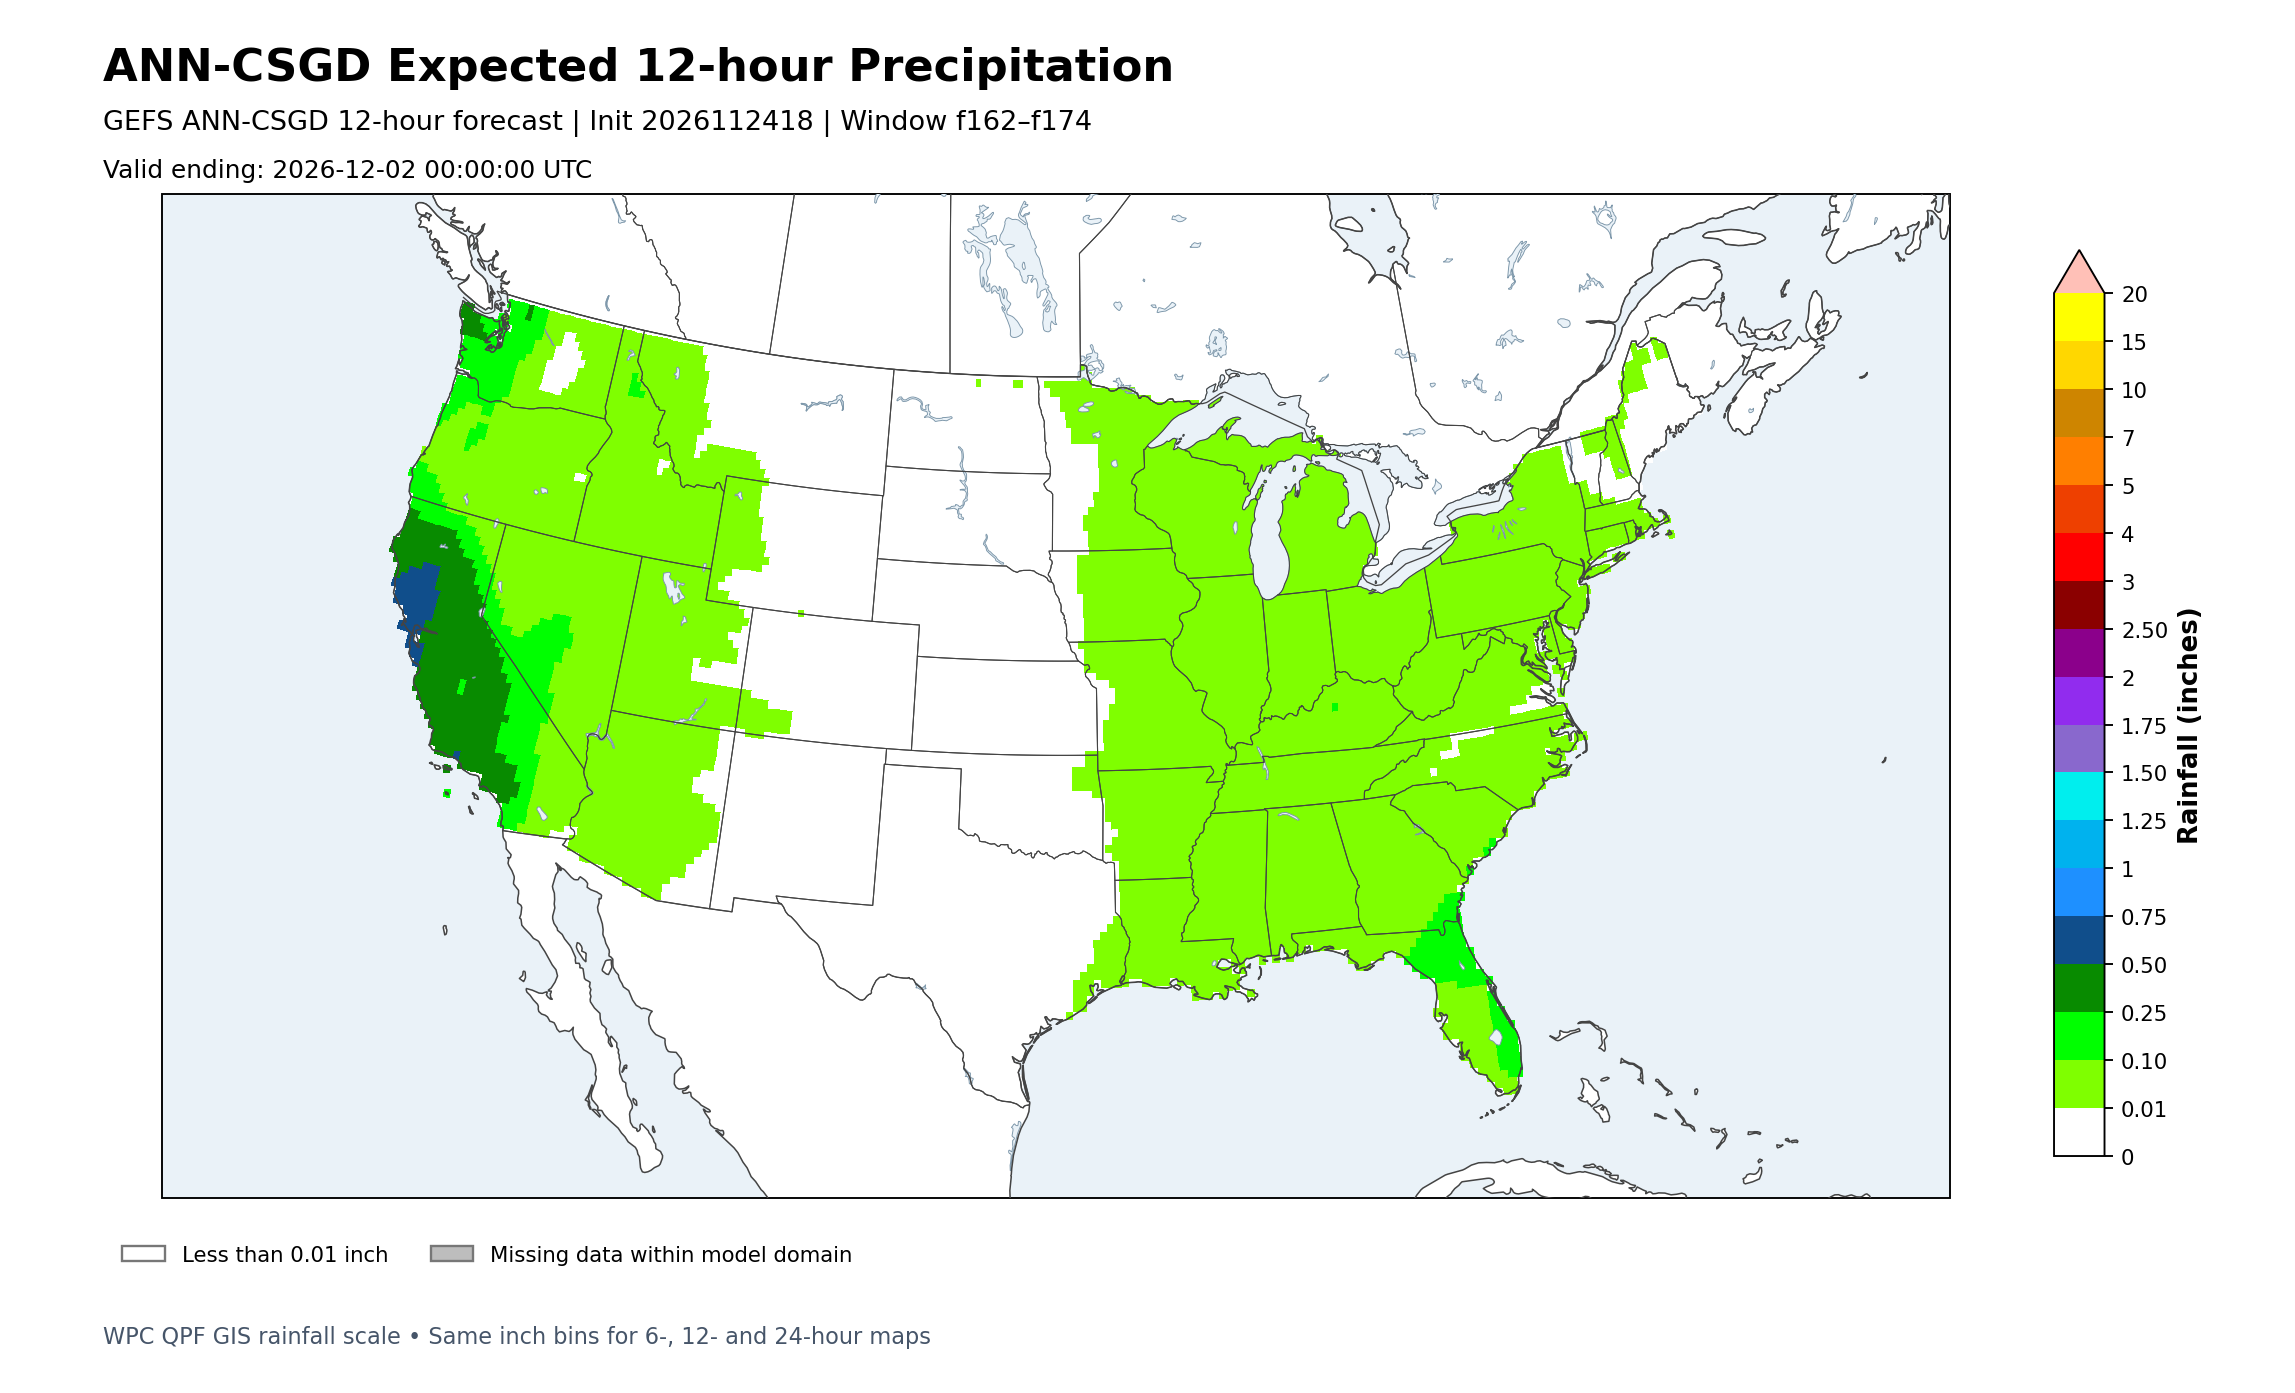 ANN-CSGD Expected 12-hour Precipitation
GEFS ANN-CSGD 12-hour forecast | Init 2026112418 | Window f162–f174
Valid ending: 2026-12-02 00:00:00 UTC
20
15
10
7
5
4
3
2.50
2
1.75
1.50
1.25
1
0.75
0.50
0.25
0.10
0.01
0
Rainfall (inches)
Less than 0.01 inch
Missing data within model domain
WPC QPF GIS rainfall scale • Same inch bins for 6-, 12- and 24-hour maps